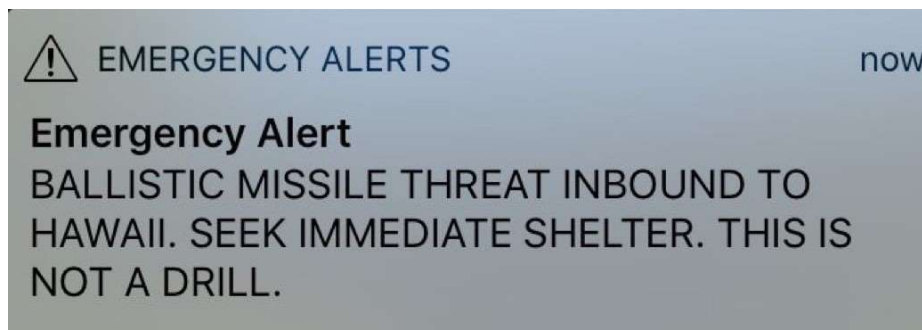 EMERGENCY ALERTS now
Emergency Alert
BALLISTIC MISSILE THREAT INBOUND TO
HAWAII. SEEK IMMEDIATE SHELTER. THIS IS
NOT A DRILL.